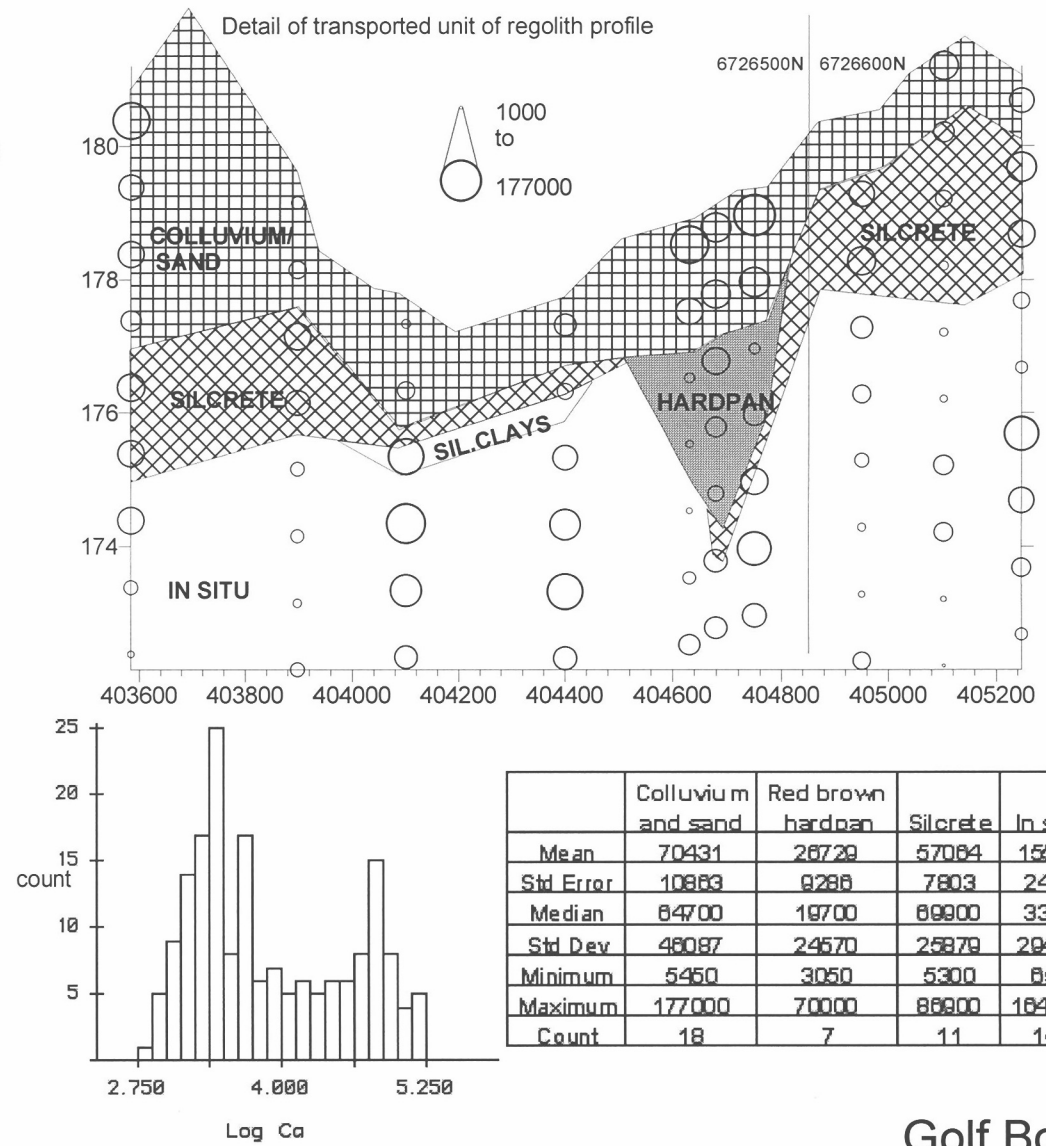 Detail of transported unit of regolith profile
6726500N 6726600N
1000
to
177000
180
178
176
174
COLLUVIUM/
SAND
SILCRETE
SILCRETE
HARDPAN
SIL.CLAYS
IN SITU
403600 403800 404000 404200 404400 404600 404800 405000 405200
25
20
15
10
5
count
2.750 4.000 5.250
Log Ca
Colluvium and sand Red brown hardpan Silcrete In
Mean 70431 26729 57064
Std Error 10863 9286 7803
Median 64700 19700 69900
Std Dev 46087 24570 25879
Minimum 5450 3050 5300
Maximum 177000 70000 86900
Count 18 7 11
Golf